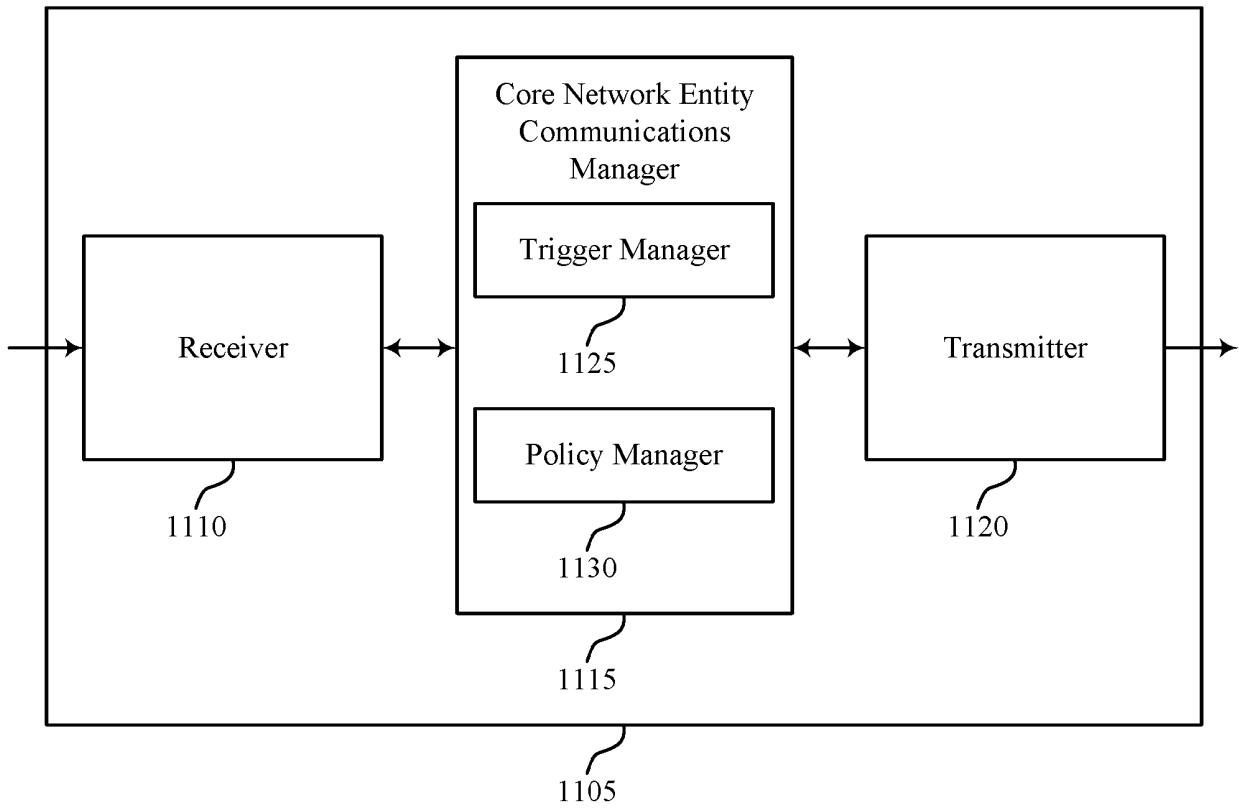 Core Network Entity
Communications
Manager
Trigger Manager
1125
Receiver
1110
Transmitter
1120
Policy Manager
1130
1115
1105